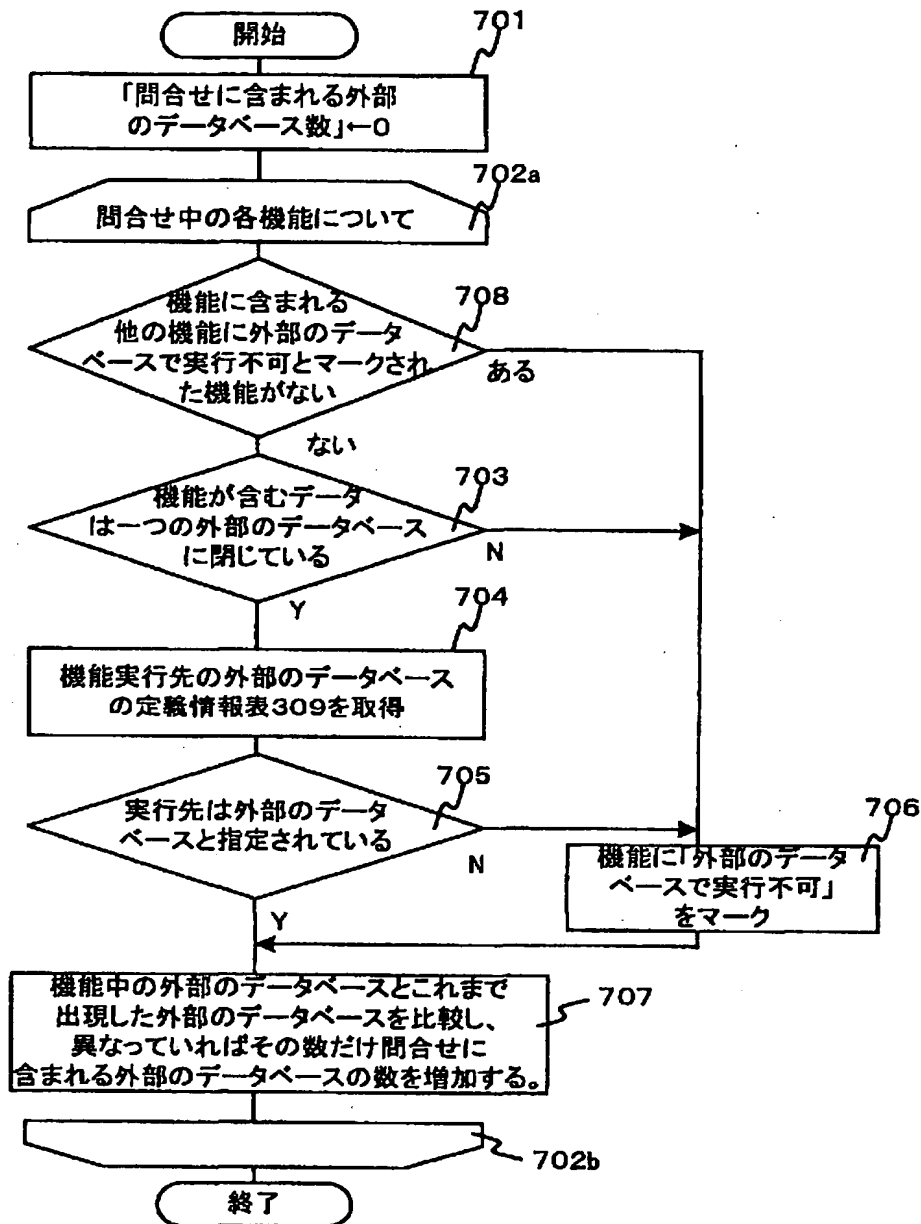 開始
701
「問合せに含まれる外部
のデータベース数」←0
702a
問合せ中の各機能について
708
機能に含まれる
他の機能に外部のデータ
ベースで実行不可とマークされ
た機能がない
ある
ない
703
機能が含むデータ
は一つの外部のデータベース
に閉じている
N
Y
704
機能実行先の外部のデータベース
の定義情報表309を取得
705
実行先は外部のデータ
ベースと指定されている
N
Y
706
機能に「外部のデータ
ベースで実行不可」
をマーク
707
機能中の外部のデータベースとこれまで
出現した外部のデータベースを比較し、
異なっていればその数だけ問合せに
含まれる外部のデータベースの数を増加する。
702b
終了